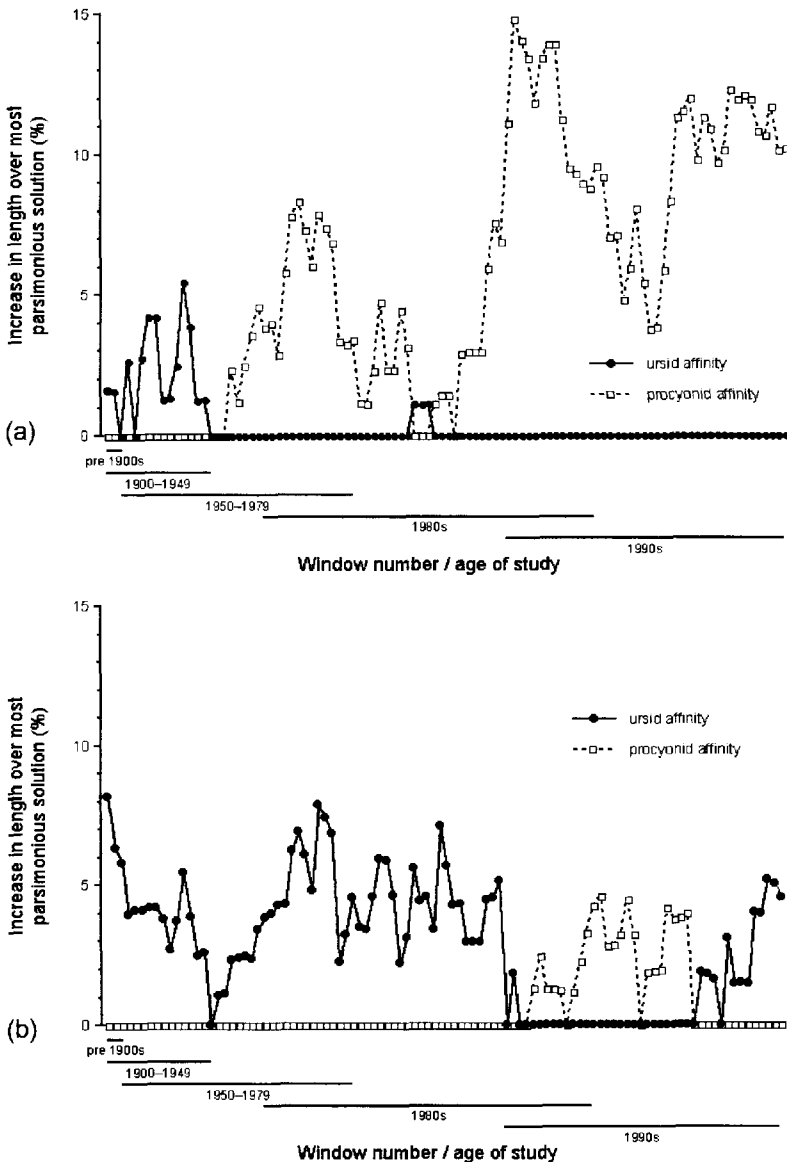 15
10
5
0
Increase in length over most
parsimonious solution (%)
ursid affinity
procyonid affinity
(a)
pre 1900s
1900–1949
1950–1979
1980s
1990s
Window number / age of study
15
10
5
0
Increase in length over most
parsimonious solution (%)
ursid affinity
procyonid affinity
(b)
pre 1900s
1900–1949
1950–1979
1980s
1990s
Window number / age of study